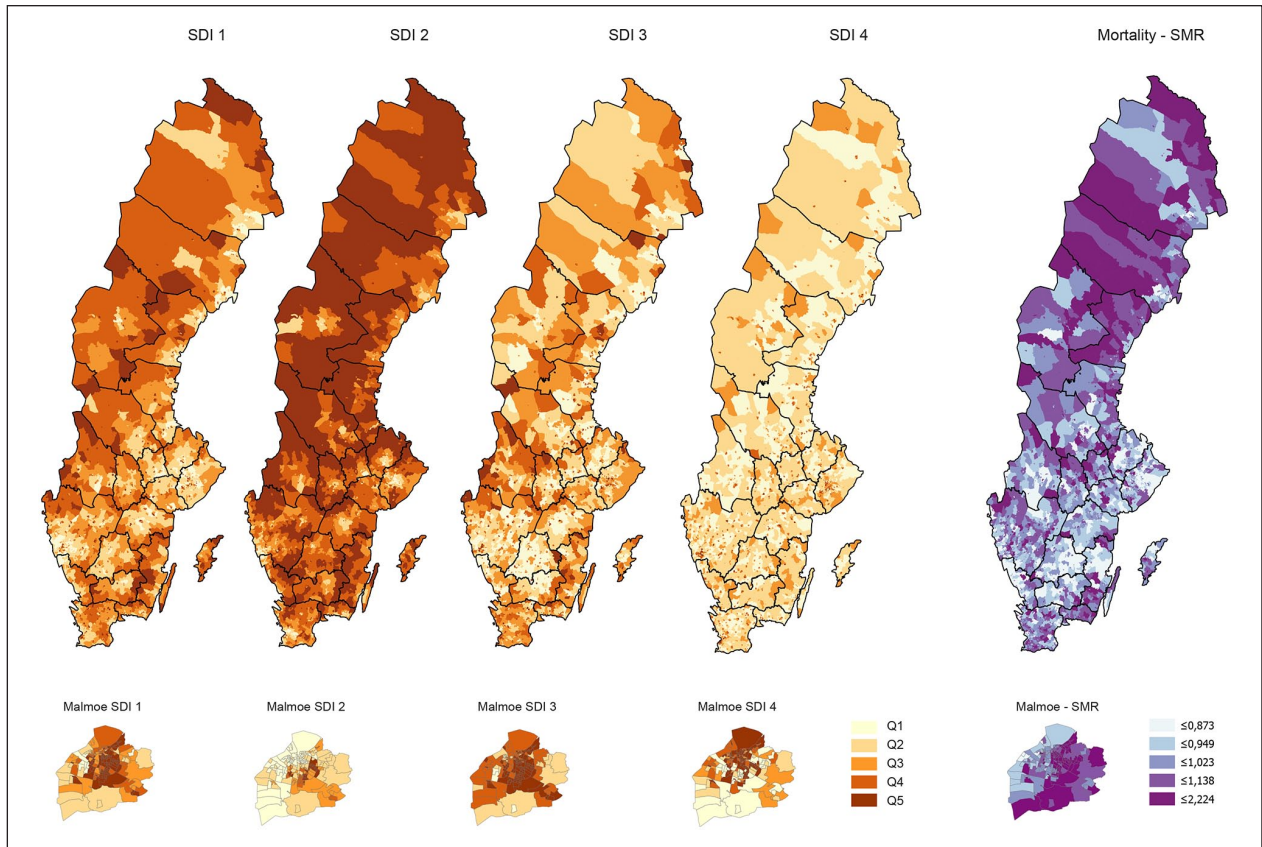 SDI 1
SDI 2
SDI 3
SDI 4
Mortality - SMR
Malmoe SDI 1
Malmoe SDI 2
Malmoe SDI 3
Malmoe SDI 4
Q1
Q2
Q3
Q4
Q5
Malmoe - SMR
≤0,873
≤0,949
≤1,023
≤1,138
≤2,224